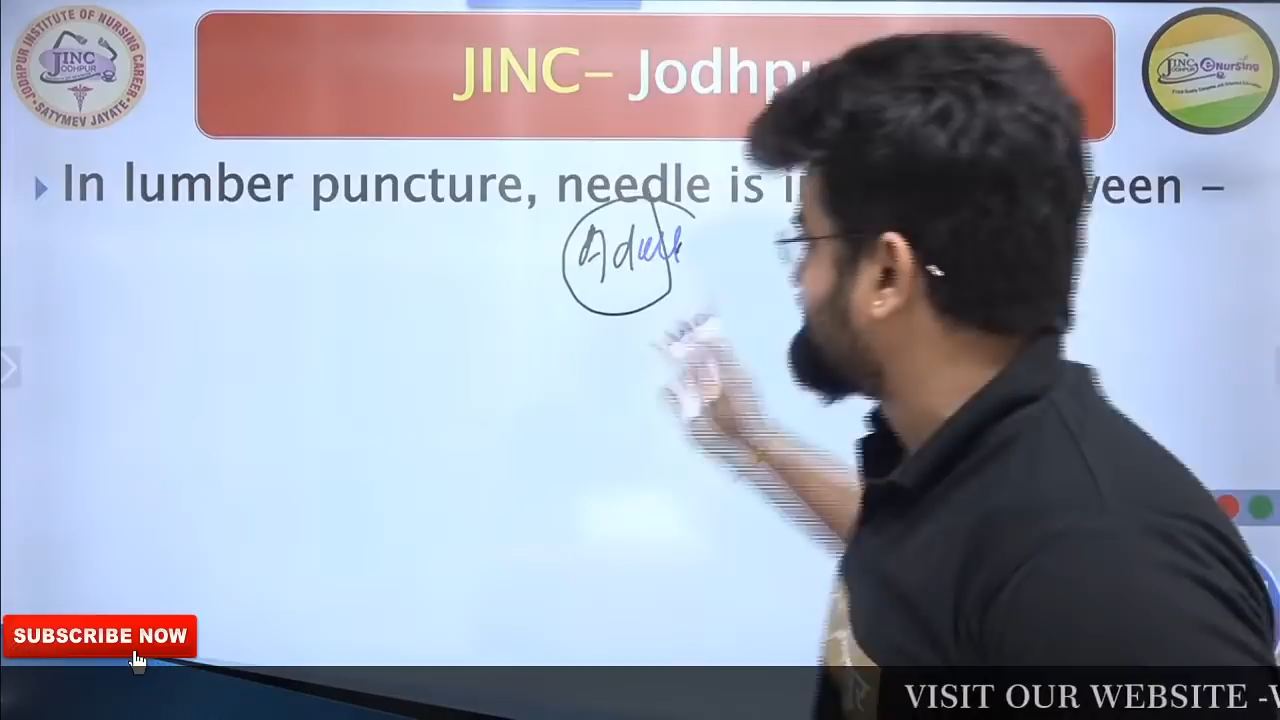 JODHPUR INSTITUTE OF NURSING CAREER
JINC
JODHPUR
SATYMEV JAYATE
JINC- Jodhpu
JINC eNursing
In lumber puncture, needle is i veen -
Adult
SUBSCRIBE NOW
VISIT OUR WEBSITE -